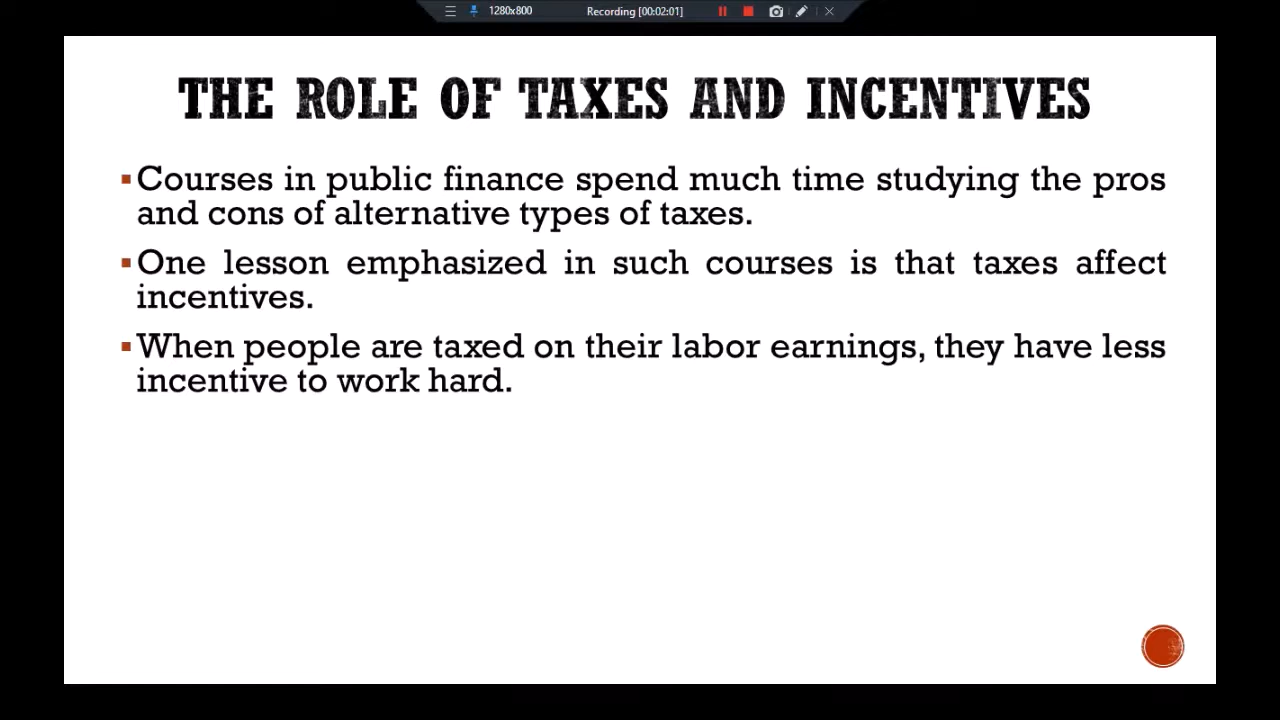 1280x800 Recording [00:02:01]
THE ROLE OF TAXES AND INCENTIVES
Courses in public finance spend much time studying the pros
and cons of alternative types of taxes.
One lesson emphasized in such courses is that taxes affect
incentives.
When people are taxed on their labor earnings, they have less
incentive to work hard.